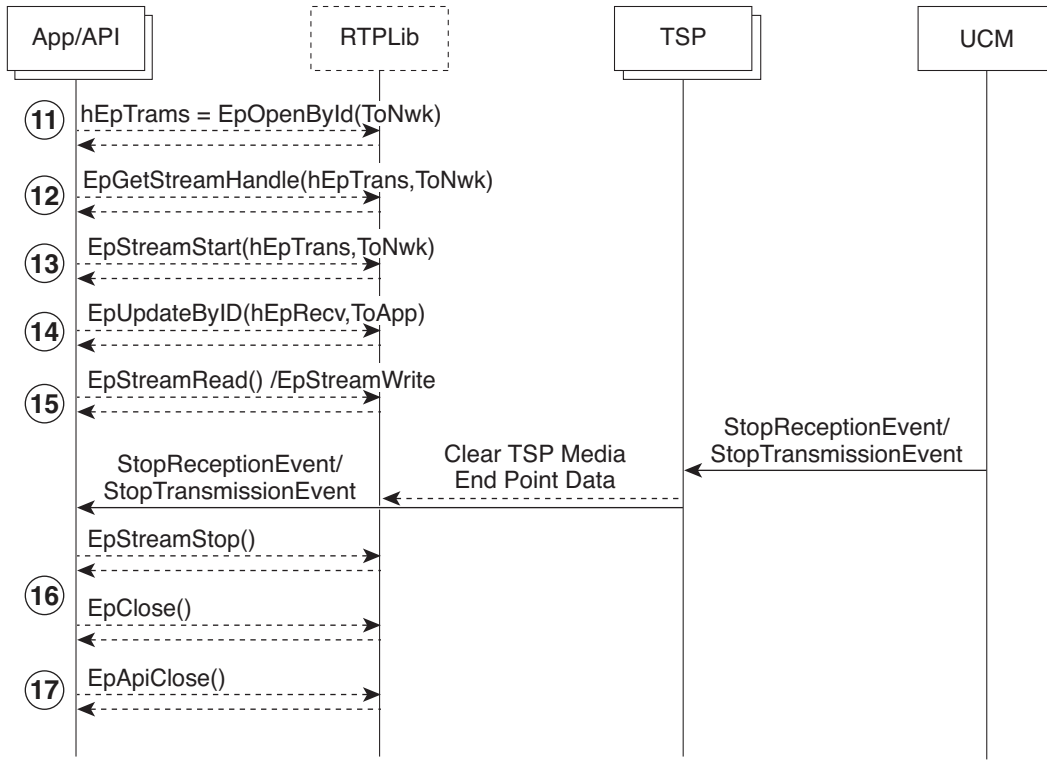 App/API
RTPLib
TSP
UCM
11
hEpTrams = EpOpenById(ToNwk)
12
EpGetStreamHandle(hEpTrans,ToNwk)
13
EpStreamStart(hEpTrans,ToNwk)
14
EpUpdateByID(hEpRecv,ToApp)
15
EpStreamRead() /EpStreamWrite
StopReceptionEvent/
StopTransmissionEvent
Clear TSP Media
End Point Data
StopReceptionEvent/
StopTransmissionEvent
16
EpStreamStop()
EpClose()
17
EpApiClose()